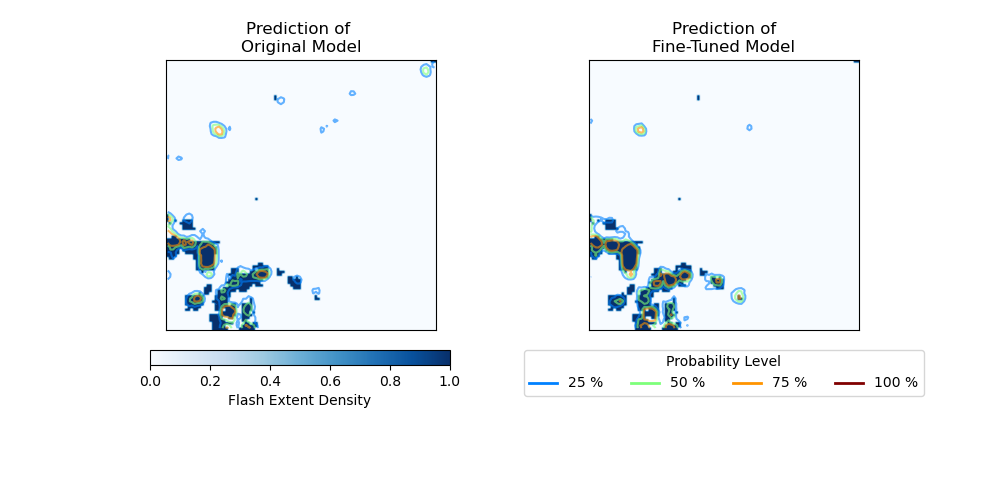 Prediction of
Original Model
Prediction of
Fine-Tuned Model
0.0 0.2 0.4 0.6 0.8 1.0
Flash Extent Density
Probability Level
25 % 50 % 75 % 100 %